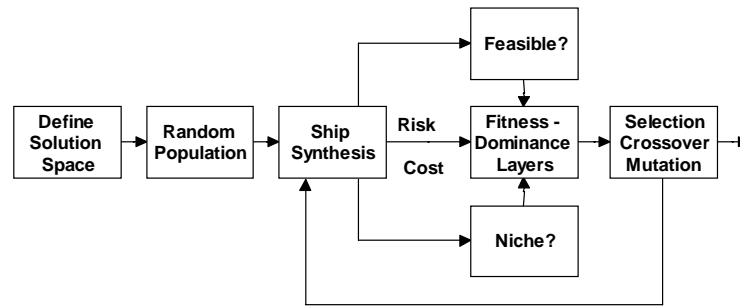 Feasible?
Define
Solution
Space
Random
Population
Ship
Synthesis
Risk
Cost
Fitness -
Dominance
Layers
Selection
Crossover
Mutation
Niche?